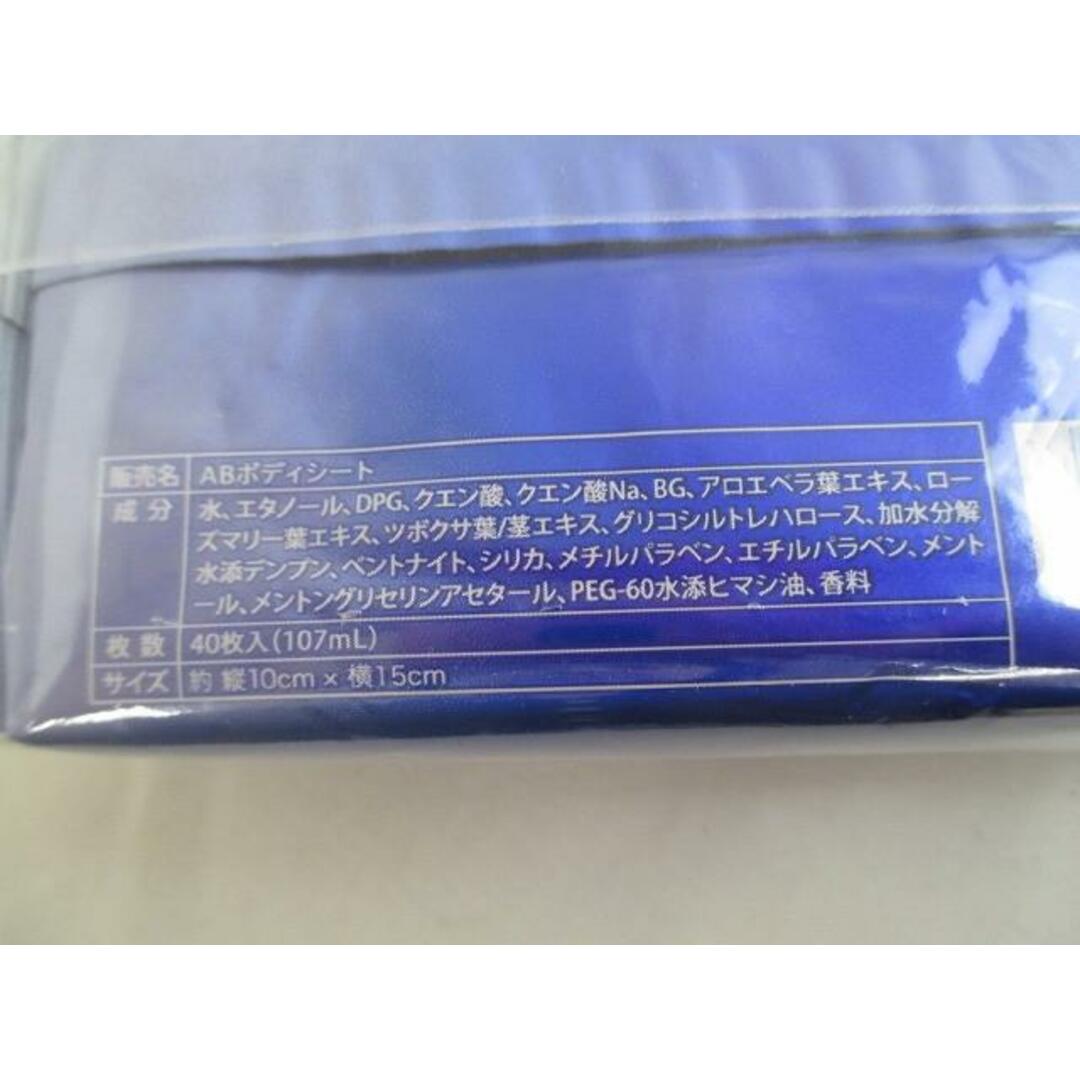 販売名 ABボディシート
成分 水、エタノール、DPG、クエン酸、クエン酸Na、BG、アロエベラ葉エキス、ロー
ズマリー葉エキス、ツボクサ葉/茎エキス、グリコシルトレハロース、加水分解
水添デンプン、ベントナイト、シリカ、メチルパラベン、エチルパラベン、メント
ール、メントングリセリンアセタール、PEG-60水添ヒマシ油、香料
枚数 40枚入(107mL)
サイズ 約 縦10cm × 横15cm